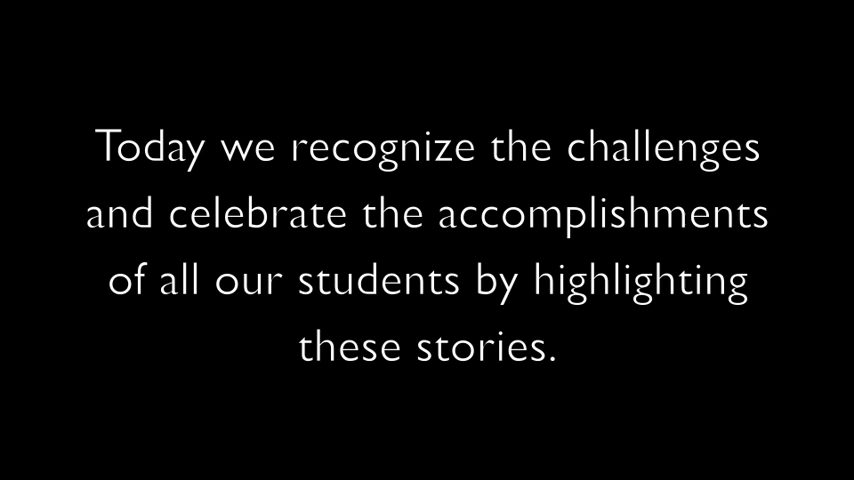 Today we recognize the challenges
and celebrate the accomplishments
of all our students by highlighting
these stories.